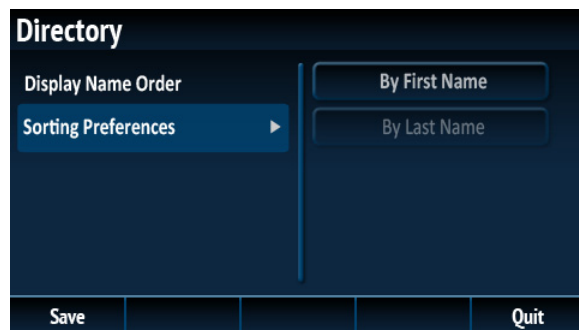 Directory
Display Name Order
Sorting Preferences
By First Name
By Last Name
Save
Quit